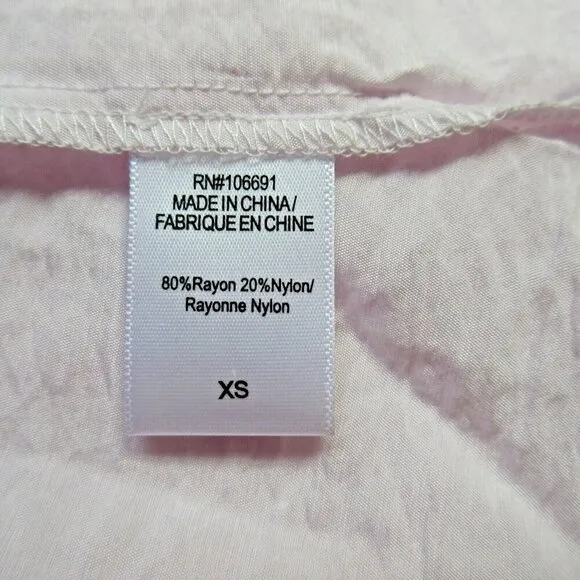 RN#106691
MADE IN CHINA/
FABRIQUE EN CHINE
80%Rayon 20%Nylon/
Rayonne Nylon
XS